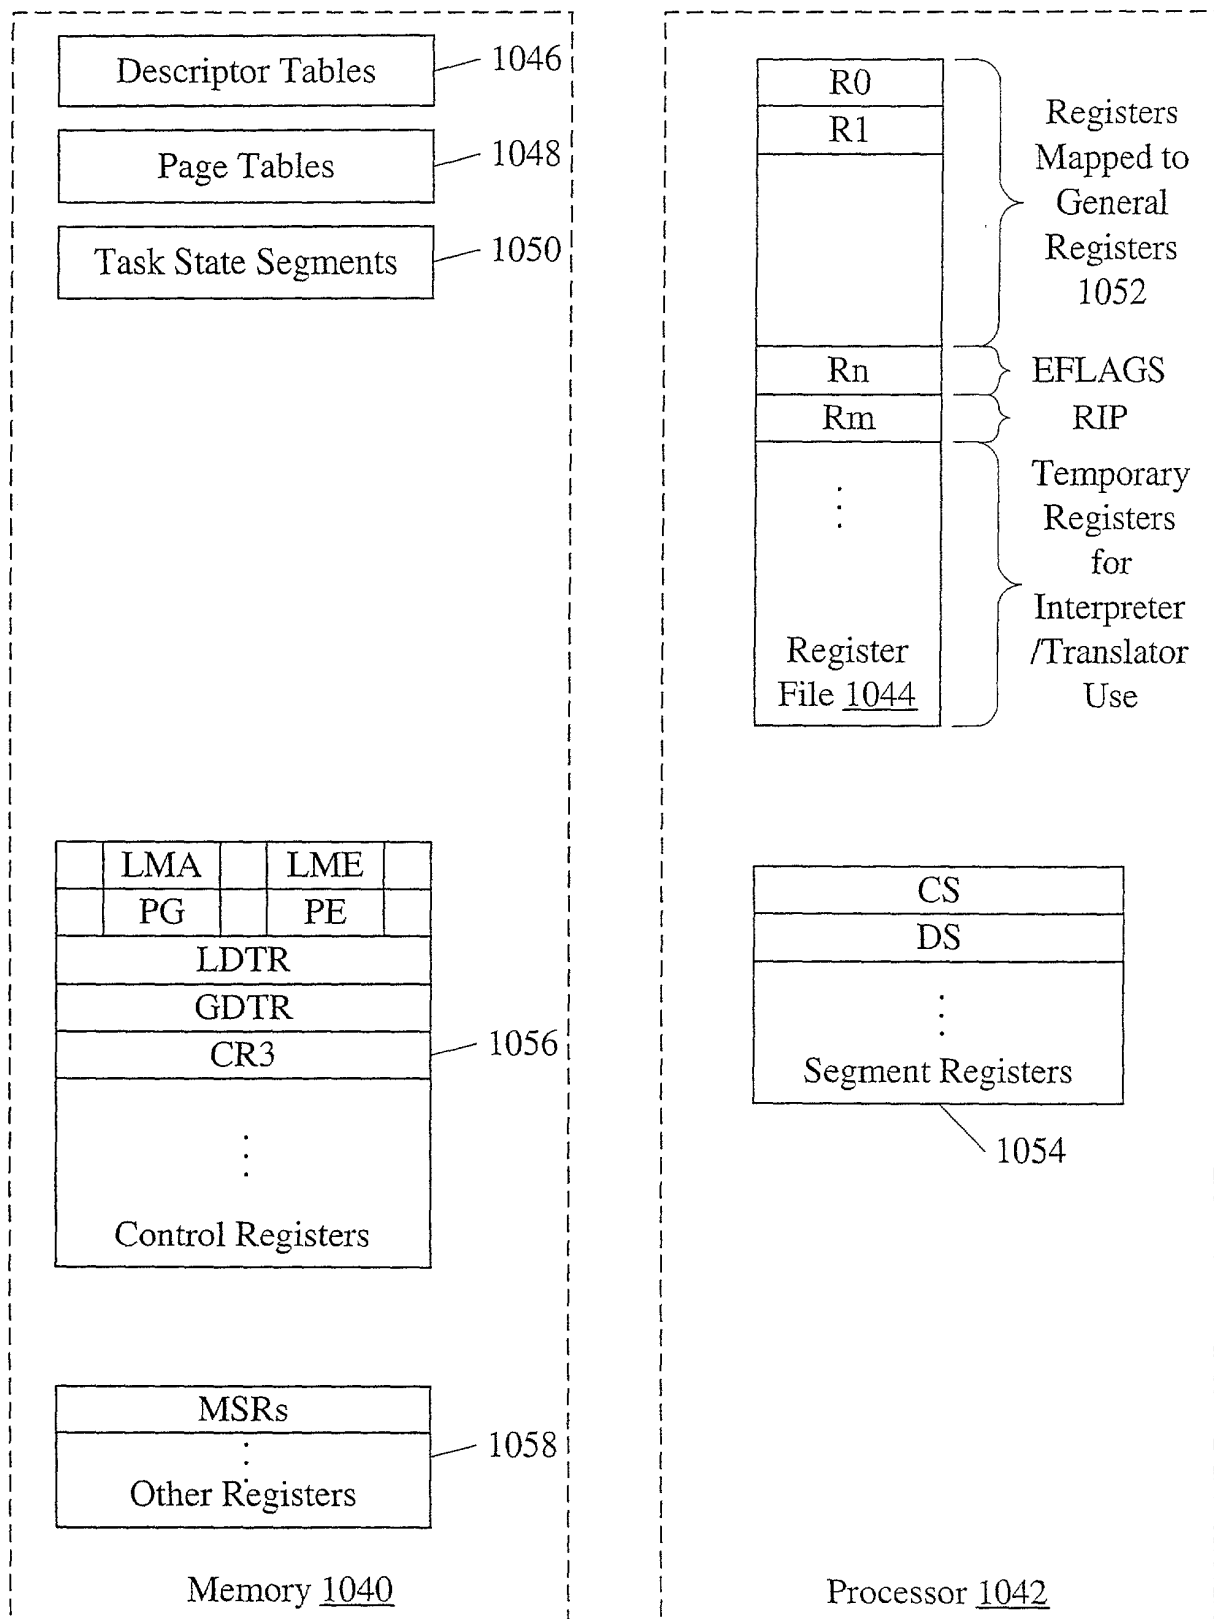 Descriptor Tables
1046
Page Tables
1048
Task State Segments
1050
LMA LME
PG PE
LDTR
GDTR
CR3
1056
Control Registers
MSRs
1058
Other Registers
Memory 1040
R0
R1
Registers
Mapped to
General
Registers
1052
Rn
EFLAGS
Rm
RIP
Temporary
Registers
for
Interpreter
/Translator
Use
Register
File 1044
CS
DS
Segment Registers
1054
Processor 1042